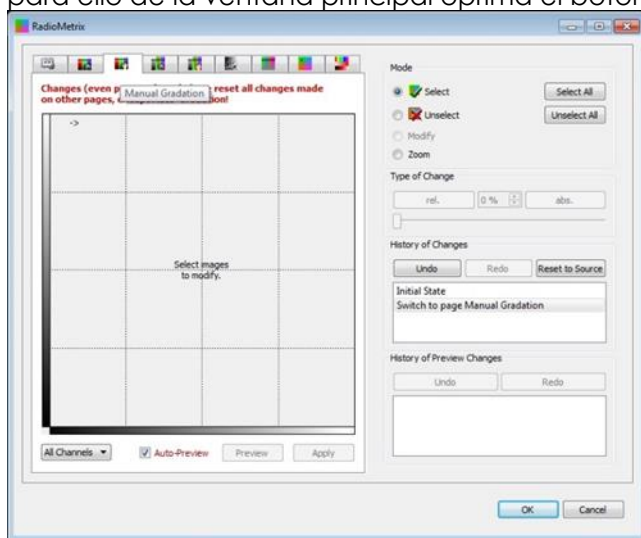 para ello de la ventana principal oprima el botón
RadioMetrix
Changes (even p
reset all changes made
on other pages,
on!
Manual Gradation
->
Select images
to modify.
All Channels
Auto-Preview
Preview
Apply
Mode
Select
Select All
Unselect
Unselect All
Modify
Zoom
Type of Change
rel.
0 %
abs.
History of Changes
Undo
Redo
Reset to Source
Initial State
Switch to page Manual Gradation
History of Preview Changes
Undo
Redo
OK
Cancel